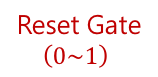 Reset Gate
(0~1)